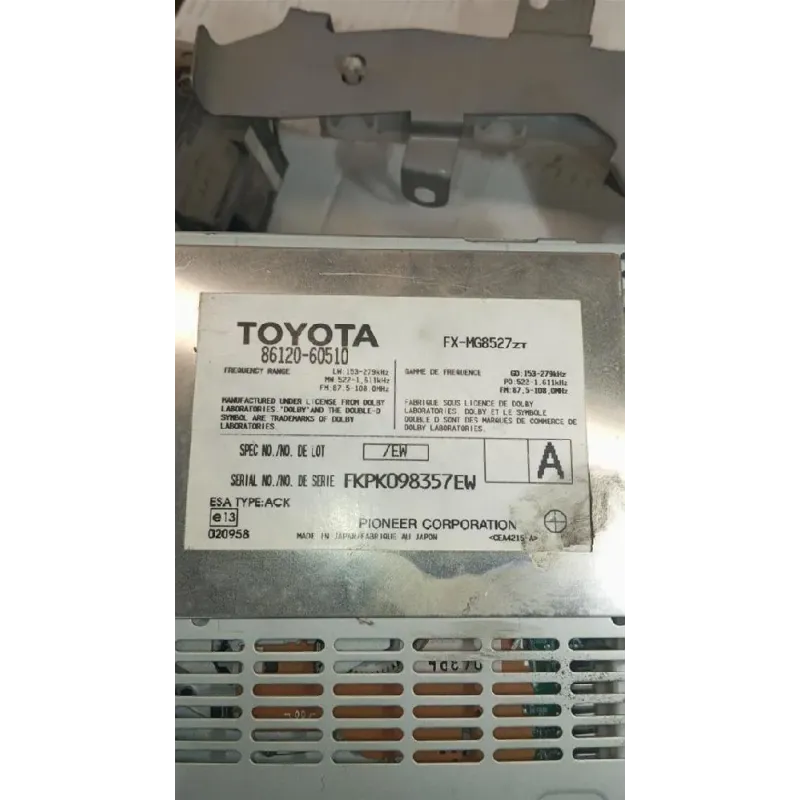 TOYOTA
86120-60510
FX-MG8527ZT
FREQUENCY RANGE LW:153-279kHz
MW:522-1,611kHz
FM:87.5-108.0MHz
GAMME DE FREQUENCE GO:153-279kHz
PO:522-1,611kHz
FM:87.5-108.0MHz
MANUFACTURED UNDER LICENSE FROM DOLBY
LABORATORIES. "DOLBY" AND THE DOUBLE-D
SYMBOL ARE TRADEMARKS OF DOLBY
LABORATORIES.
FABRIQUE SOUS LICENCE DE DOLBY
LABORATORIES DOLBY ET LE SYMBOLE
DOUBLE D SONT DES MARQUES DE COMMERCE DE
DOLBY LABORATORIES.
SPEC NO./NO. DE LOT /EW
A
SERIAL NO./NO. DE SERIE FKPK098357EW
ESA TYPE:ACK
e13
020958
PIONEER CORPORATION
MADE IN JAPAN/FABRIQUE AU JAPON
<CEA4215-A>